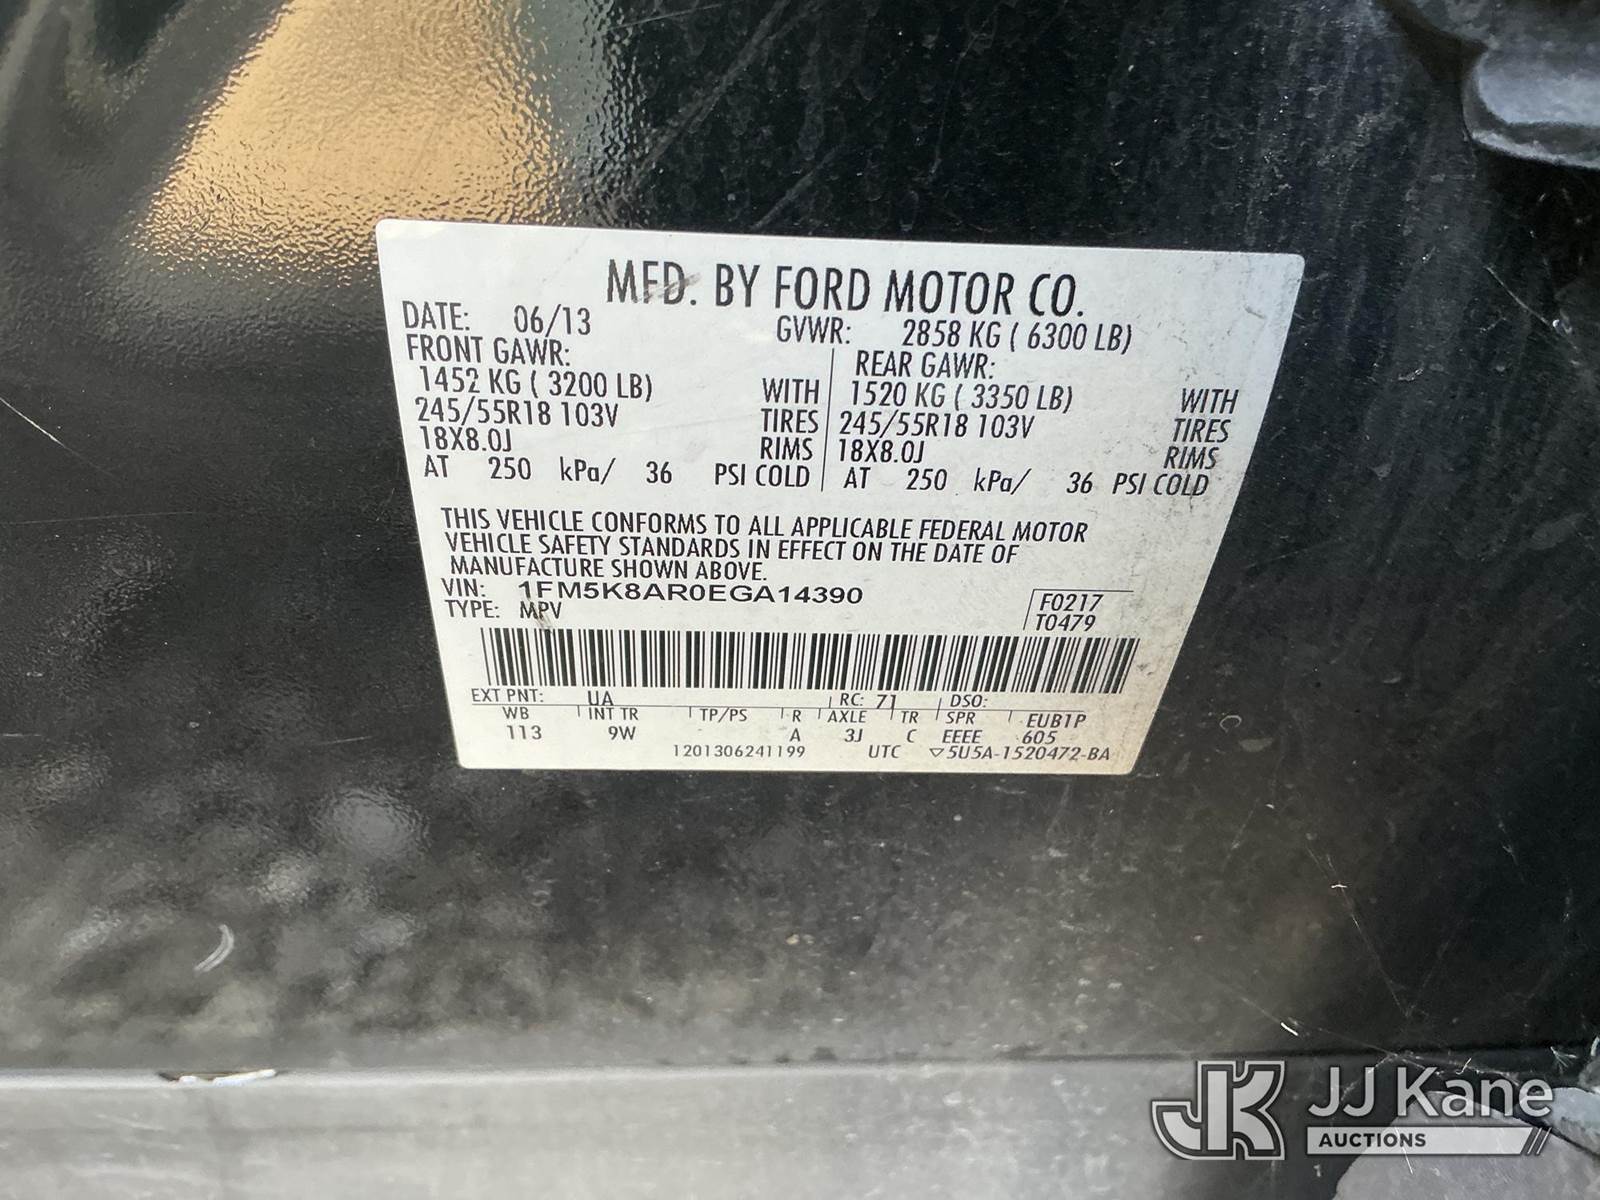 MFD. BY FORD MOTOR CO.
DATE: 06/13 GVWR: 2858 KG ( 6300 LB)
FRONT GAWR: REAR GAWR:
1452 KG ( 3200 LB) WITH 1520 KG ( 3350 LB) WITH
245/55R18 103V TIRES 245/55R18 103V TIRES
18X8.0J RIMS 18X8.0J RIMS
AT 250 kPa/ 36 PSI COLD AT 250 kPa/ 36 PSI COLD
THIS VEHICLE CONFORMS TO ALL APPLICABLE FEDERAL MOTOR
VEHICLE SAFETY STANDARDS IN EFFECT ON THE DATE OF
MANUFACTURE SHOWN ABOVE.
VIN: 1FM5K8AR0EGA14390 F0217
TYPE: MPV T0479
EXT PNT: UA RC: 71 DSO:
WB INT TR TP/PS R AXLE TR SPR EUB1P
113 9W A 3J C EEEE 605
1201306241199 UTC ▽5U5A-1520472-BA
JK JJ Kane
AUCTIONS